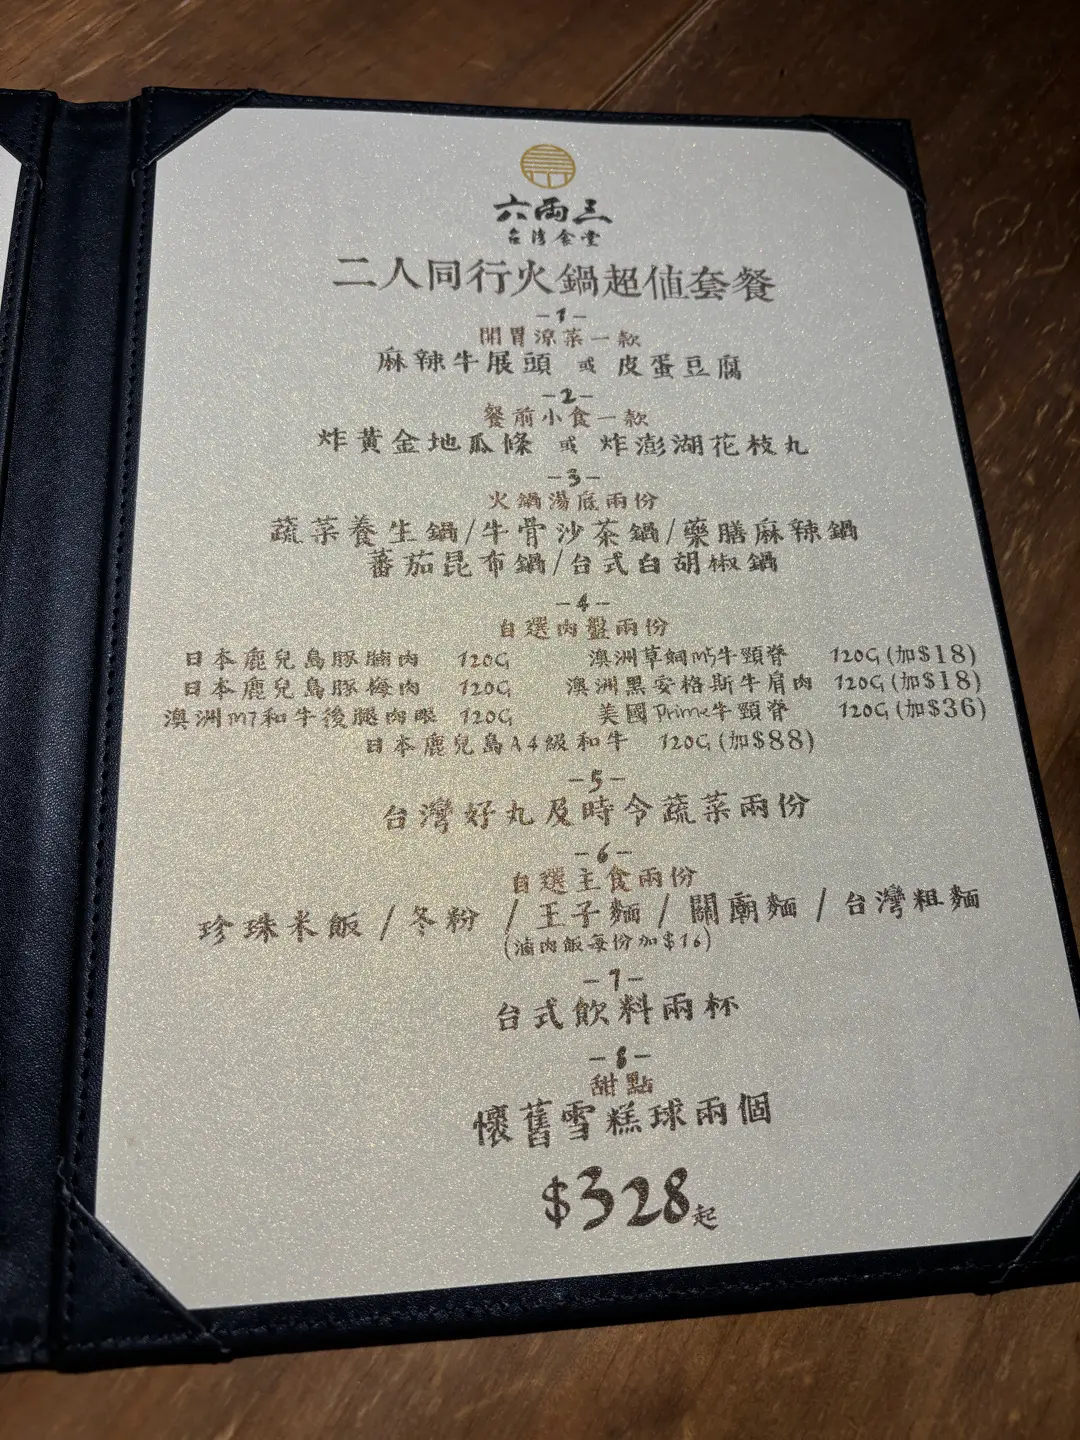 六兩三
台灣食堂
二人同行火鍋超值套餐
-1-
開胃涼菜一款
麻辣牛展頭 或 皮蛋豆腐
-2-
餐前小食一款
炸黃金地瓜條 或 炸澎湖花枝丸
-3-
火鍋湯底兩份
蔬菜養生鍋/牛骨沙茶鍋/藥膳麻辣鍋
蕃茄昆布鍋/台式白胡椒鍋
-4-
自選肉盤兩份
日本鹿兒島豚腩肉 120G 澳洲草飼m5牛頸脊 120G (加$18)
日本鹿兒島豚梅肉 120G 澳洲黑安格斯牛肩肉 120G (加$18)
澳洲m7和牛後腿肉眼 120G 美國Prime牛頸脊 120G (加$36)
日本鹿兒島A4級和牛 120G (加$88)
-5-
台灣好丸及時令蔬菜兩份
-6-
自選主食兩份
珍珠米飯 / 冬粉 / 王子麵 / 關廟麵 / 台灣粗麵
(滷肉飯每份加$16)
-7-
台式飲料兩杯
-8-
甜點
懷舊雪糕球兩個
$328起